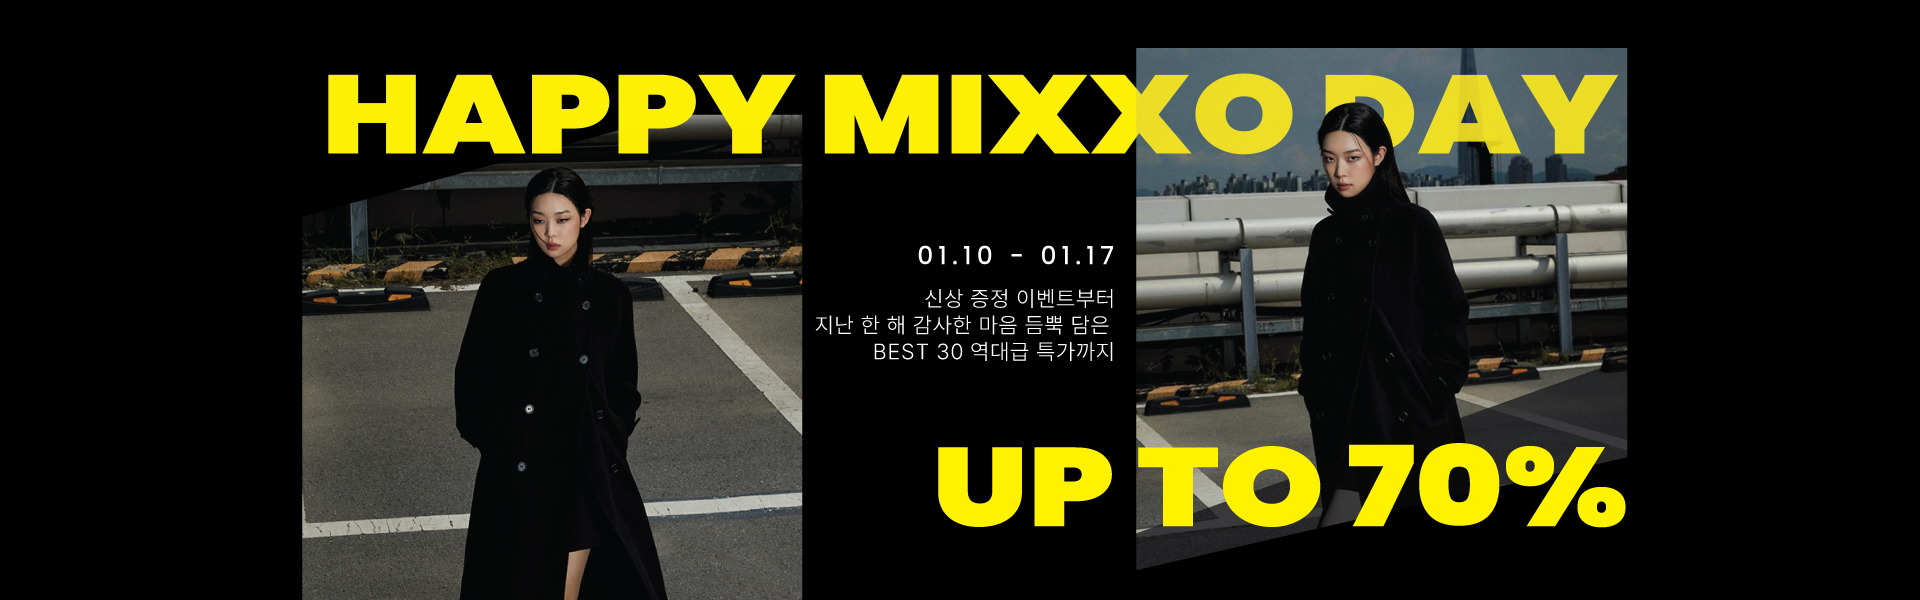 HAPPY MIXXO DAY
01.10 - 01.17
신상 증정 이벤트부터
지난 한 해 감사한 마음 듬뿍 담은
BEST 30 역대급 특가까지
UP TO 70%